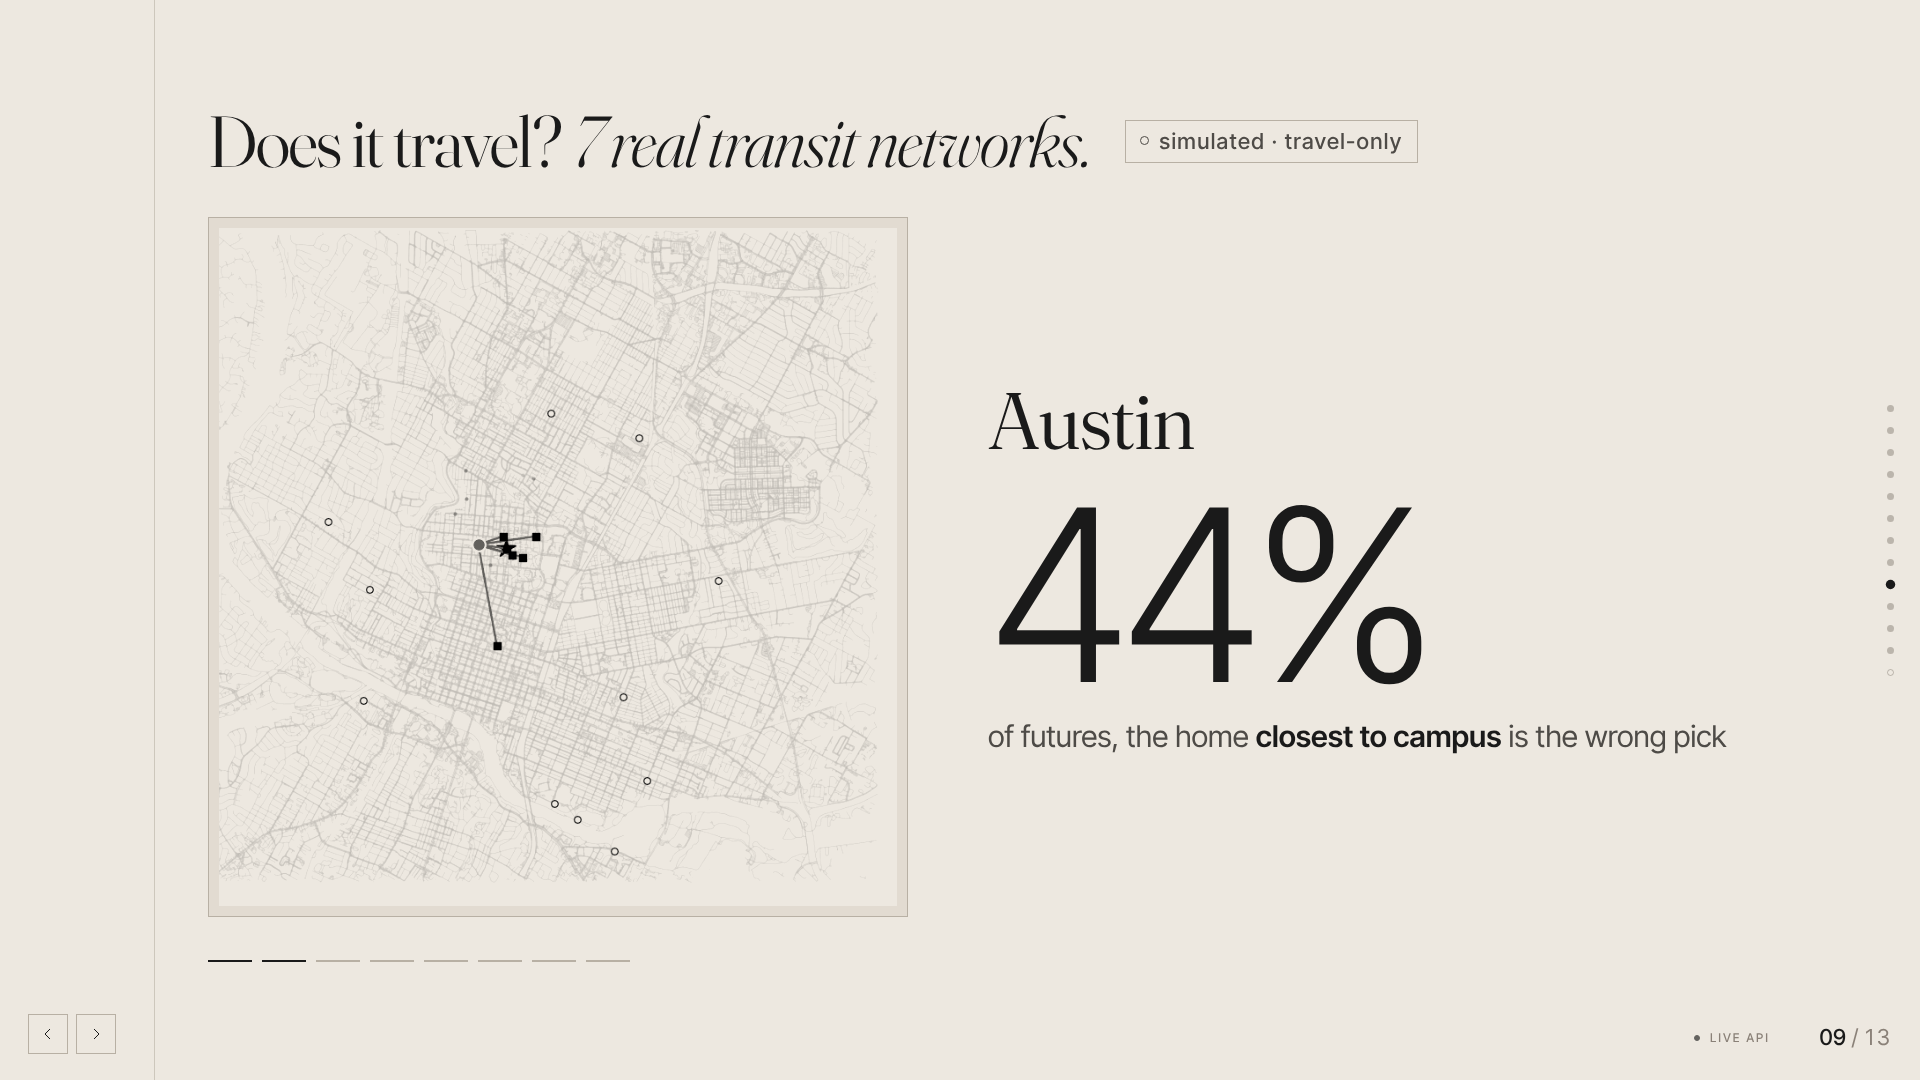 Does it travel? 7 real transit networks.
simulated · travel-only
Austin
44%
of futures, the home closest to campus is the wrong pick
LIVE API
09 / 13